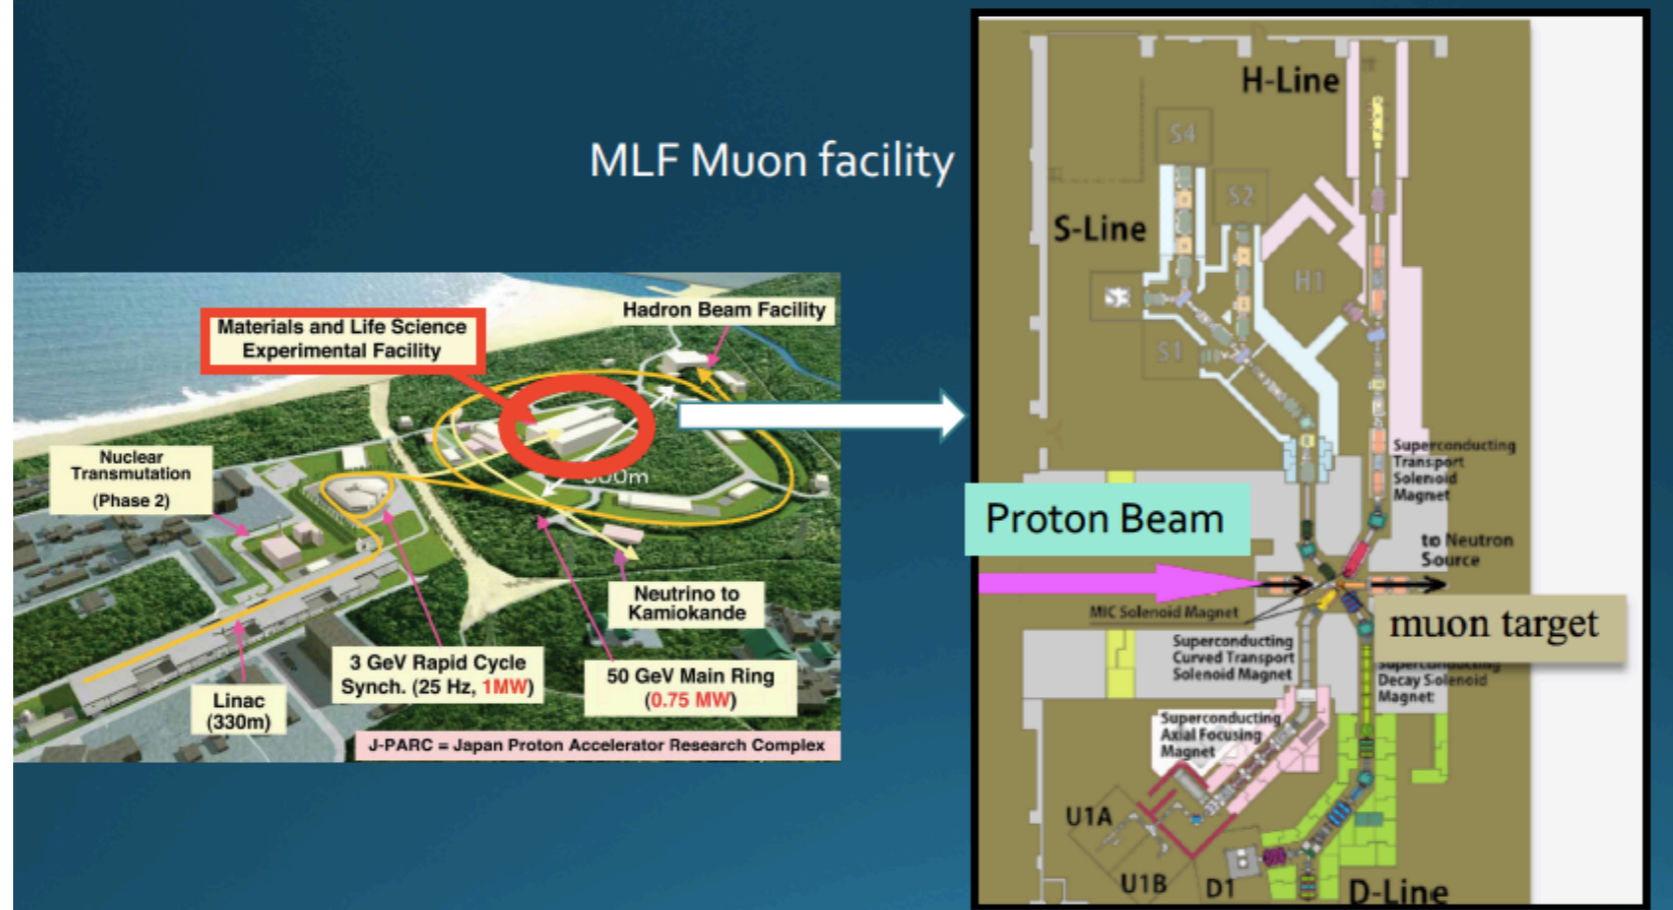 MLF Muon facility
Materials and Life Science
Experimental Facility
Hadron Beam Facility
Nuclear
Transmutation
(Phase 2)
Neutrino to
Kamiokande
3 GeV Rapid Cycle
Synch. (25 Hz, 1MW)
50 GeV Main Ring
(0.75 MW)
Linac
(330m)
J-PARC = Japan Proton Accelerator Research Complex
H-Line
S4
S2
S-Line
H1
S1
Superconducting
Transport
Solenoid
Magnet
Proton Beam
to Neutron
Source
MIC Solenoid Magnet
muon target
Superconducting
Curved Transport
Solenoid Magnet
Superconducting
Decay Solenoid
Magnet
Superconducting
Axial Focusing
Magnet
U1A
U1B
D1
D-Line